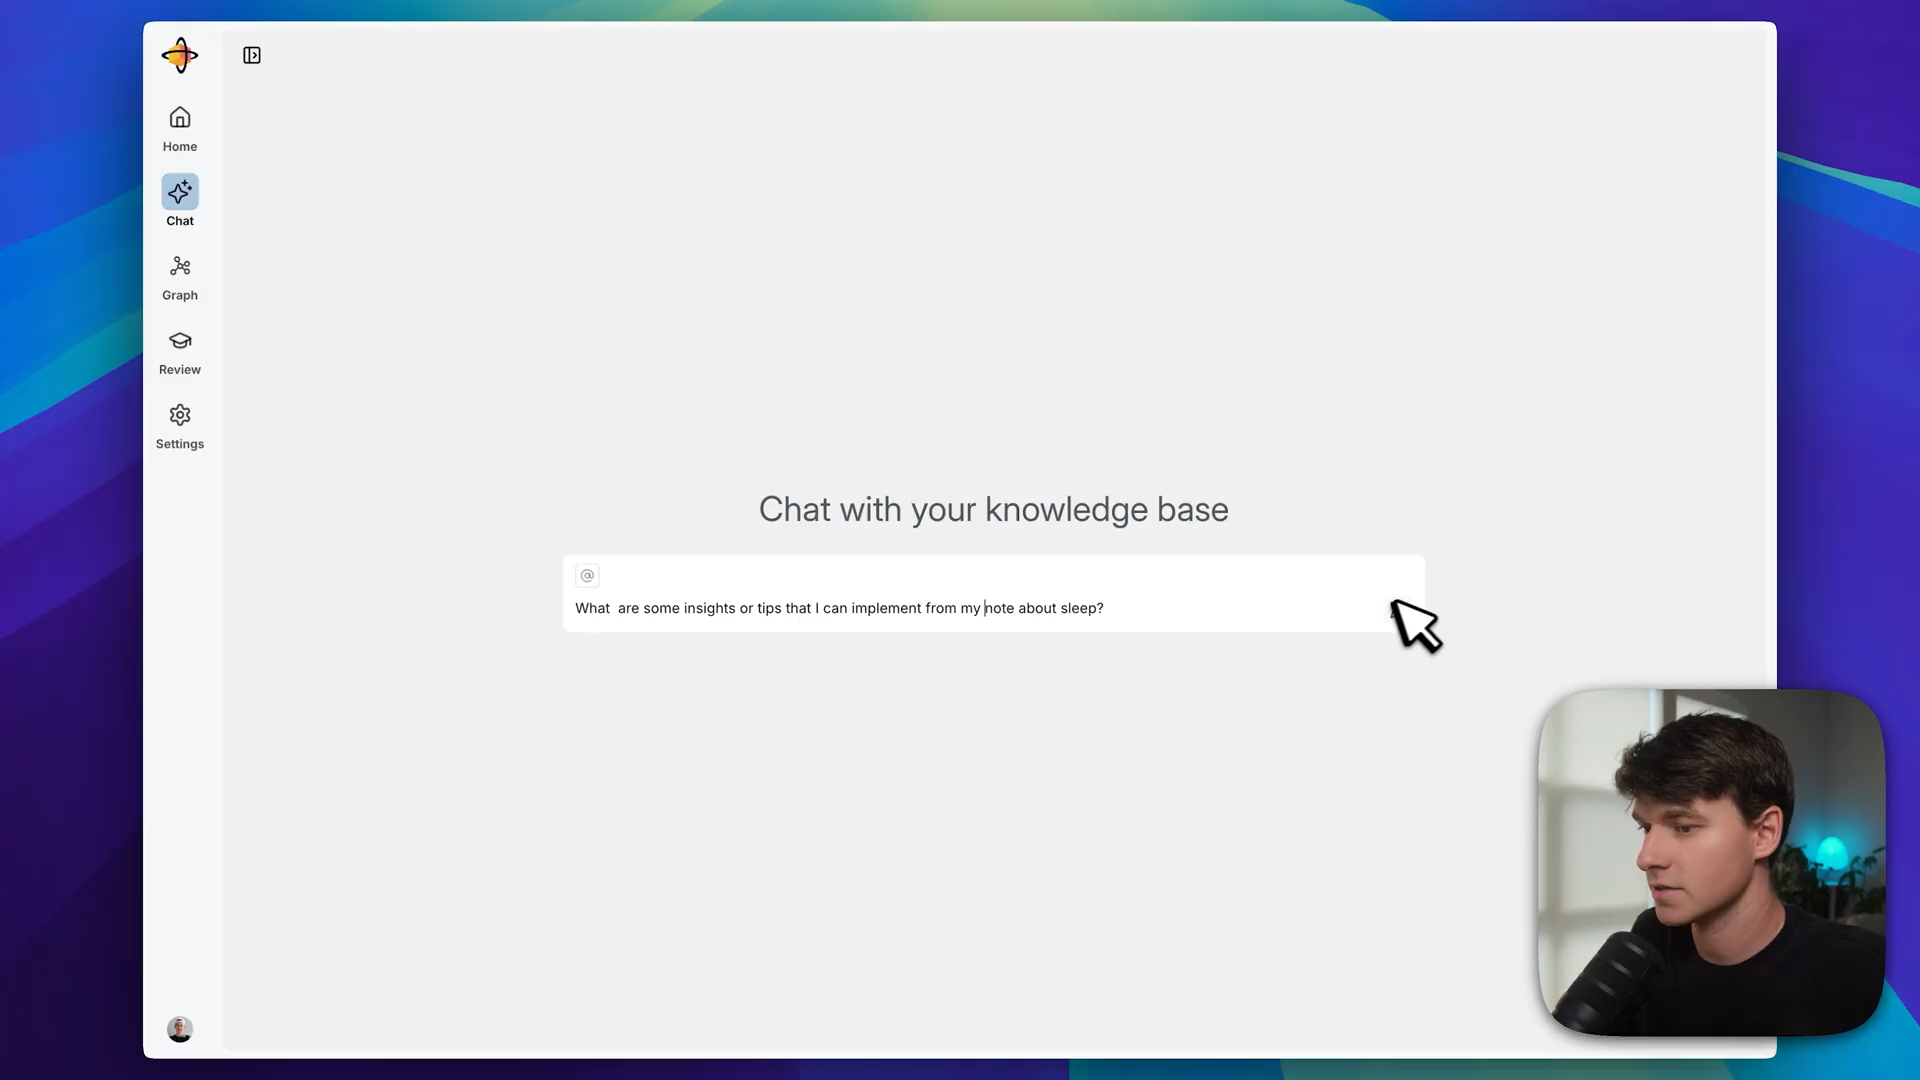 Home
Chat
Graph
Review
Settings
Chat with your knowledge base
@
What  are some insights or tips that I can implement from my note about sleep?